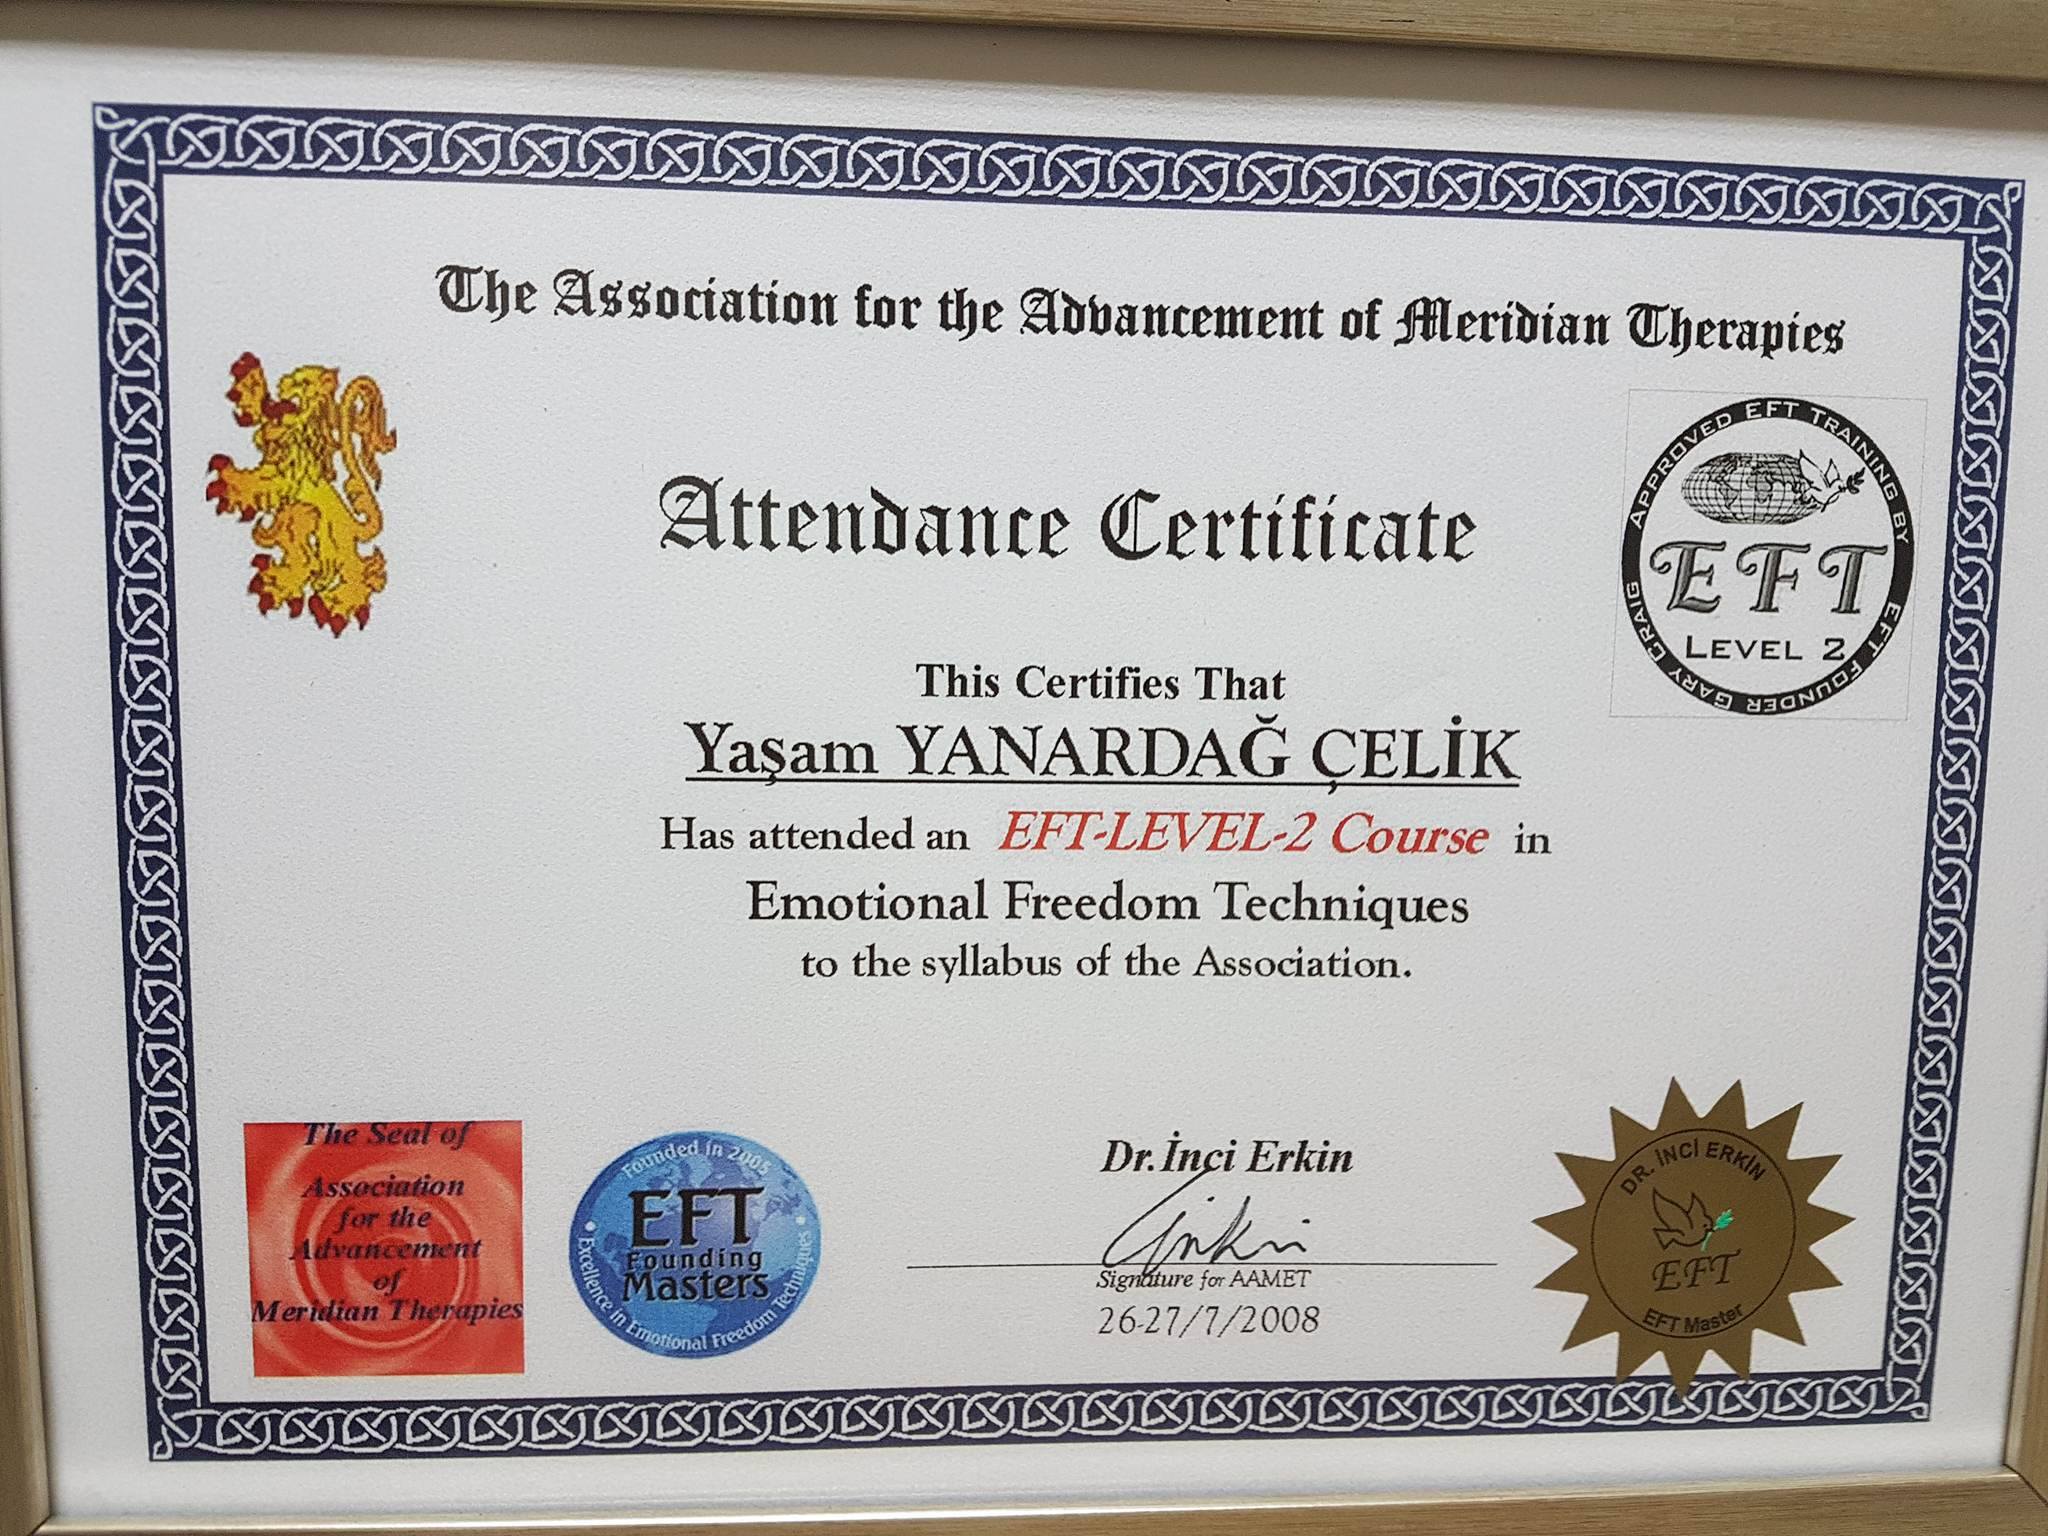 The Association for the Advancement of Meridian Therapies
APPROVED EFT TRAINING BY EFT FOUNDER GARY CRAIG
EFT
LEVEL 2
Attendance Certificate
This Certifies That
Yaşam YANARDAĞ ÇELİK
Has attended an EFT-LEVEL-2 Course in
Emotional Freedom Techniques
to the syllabus of the Association.
The Seal of
Association
for the
Advancement
of
Meridian Therapies
Founded in 2005
EFT
Founding
Masters
Excellence in Emotional Freedom Techniques
Dr.İnci Erkin
Signature for AAMET
26-27/7/2008
DR. İNCİ ERKİN
EFT
EFT Master